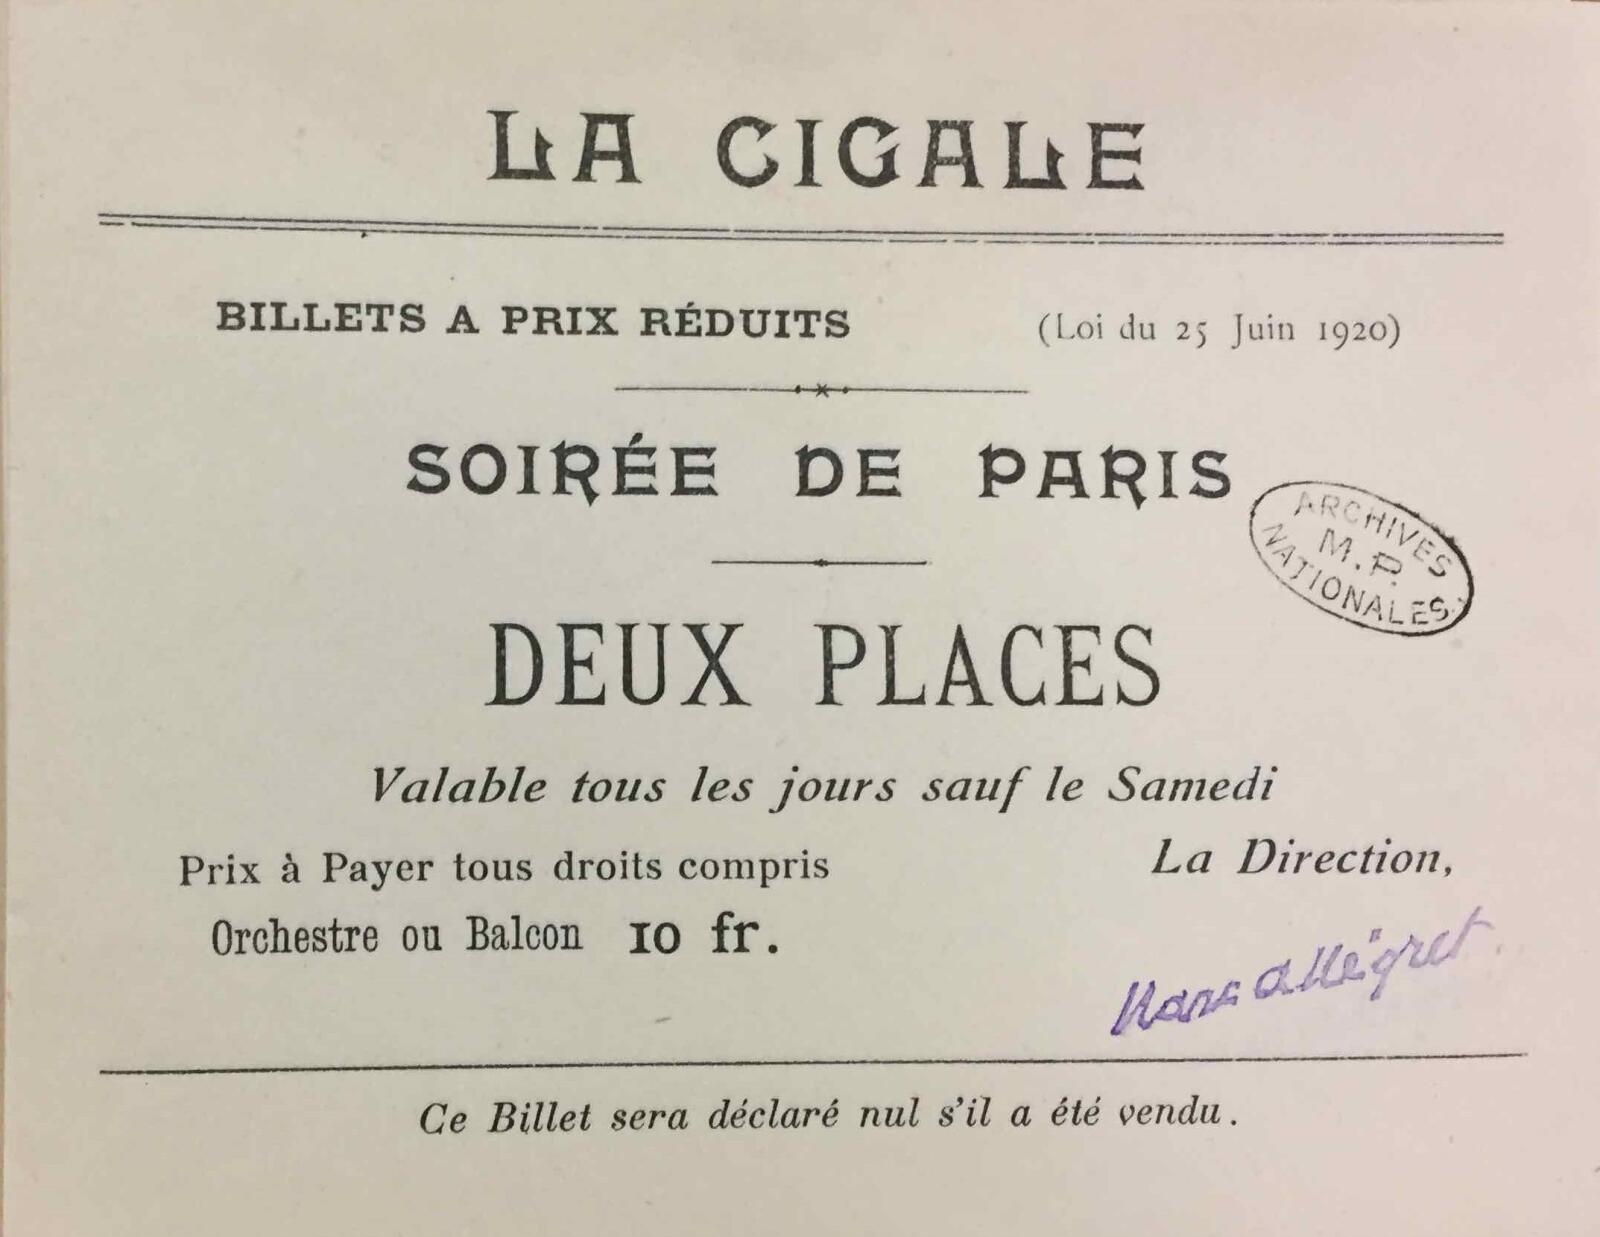 LA CIGALE
BILLETS A PRIX RÉDUITS (Loi du 25 Juin 1920)
SOIRÉE DE PARIS
ARCHIVES
M. P.
NATIONALES
DEUX PLACES
Valable tous les jours sauf le Samedi
Prix à Payer tous droits compris
La Direction,
Orchestre ou Balcon 10 fr.
Marc Allégret
Ce Billet sera déclaré nul s'il a été vendu.